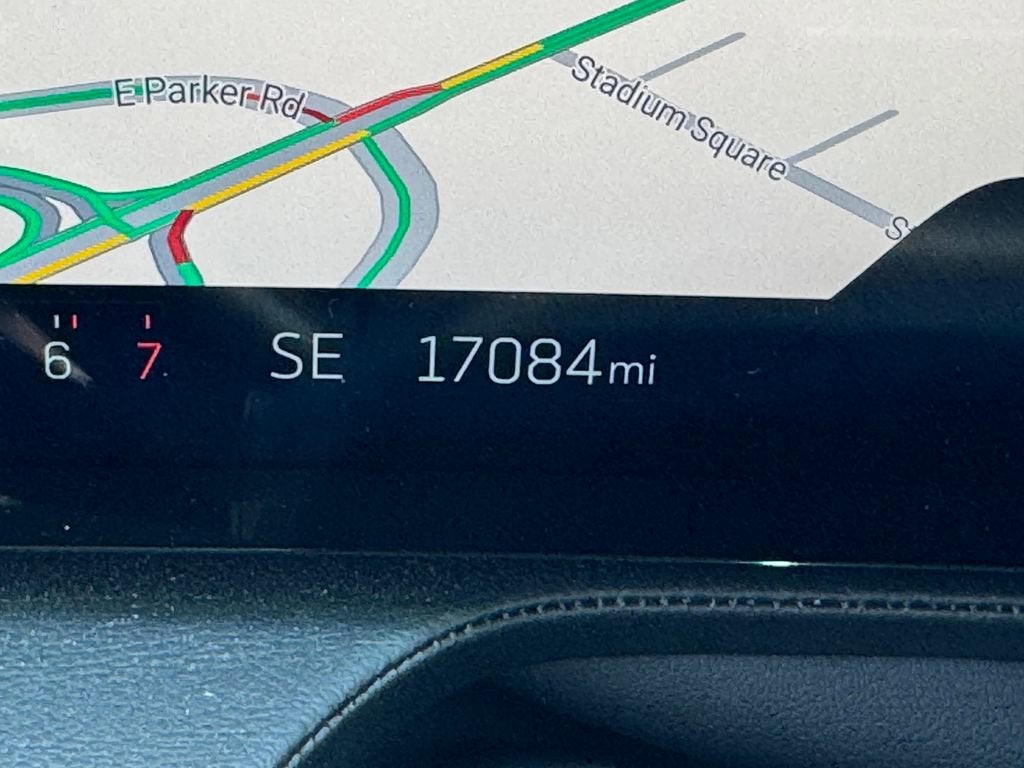 E Parker Rd
Stadium Square
S
6 7 SE 17084mi